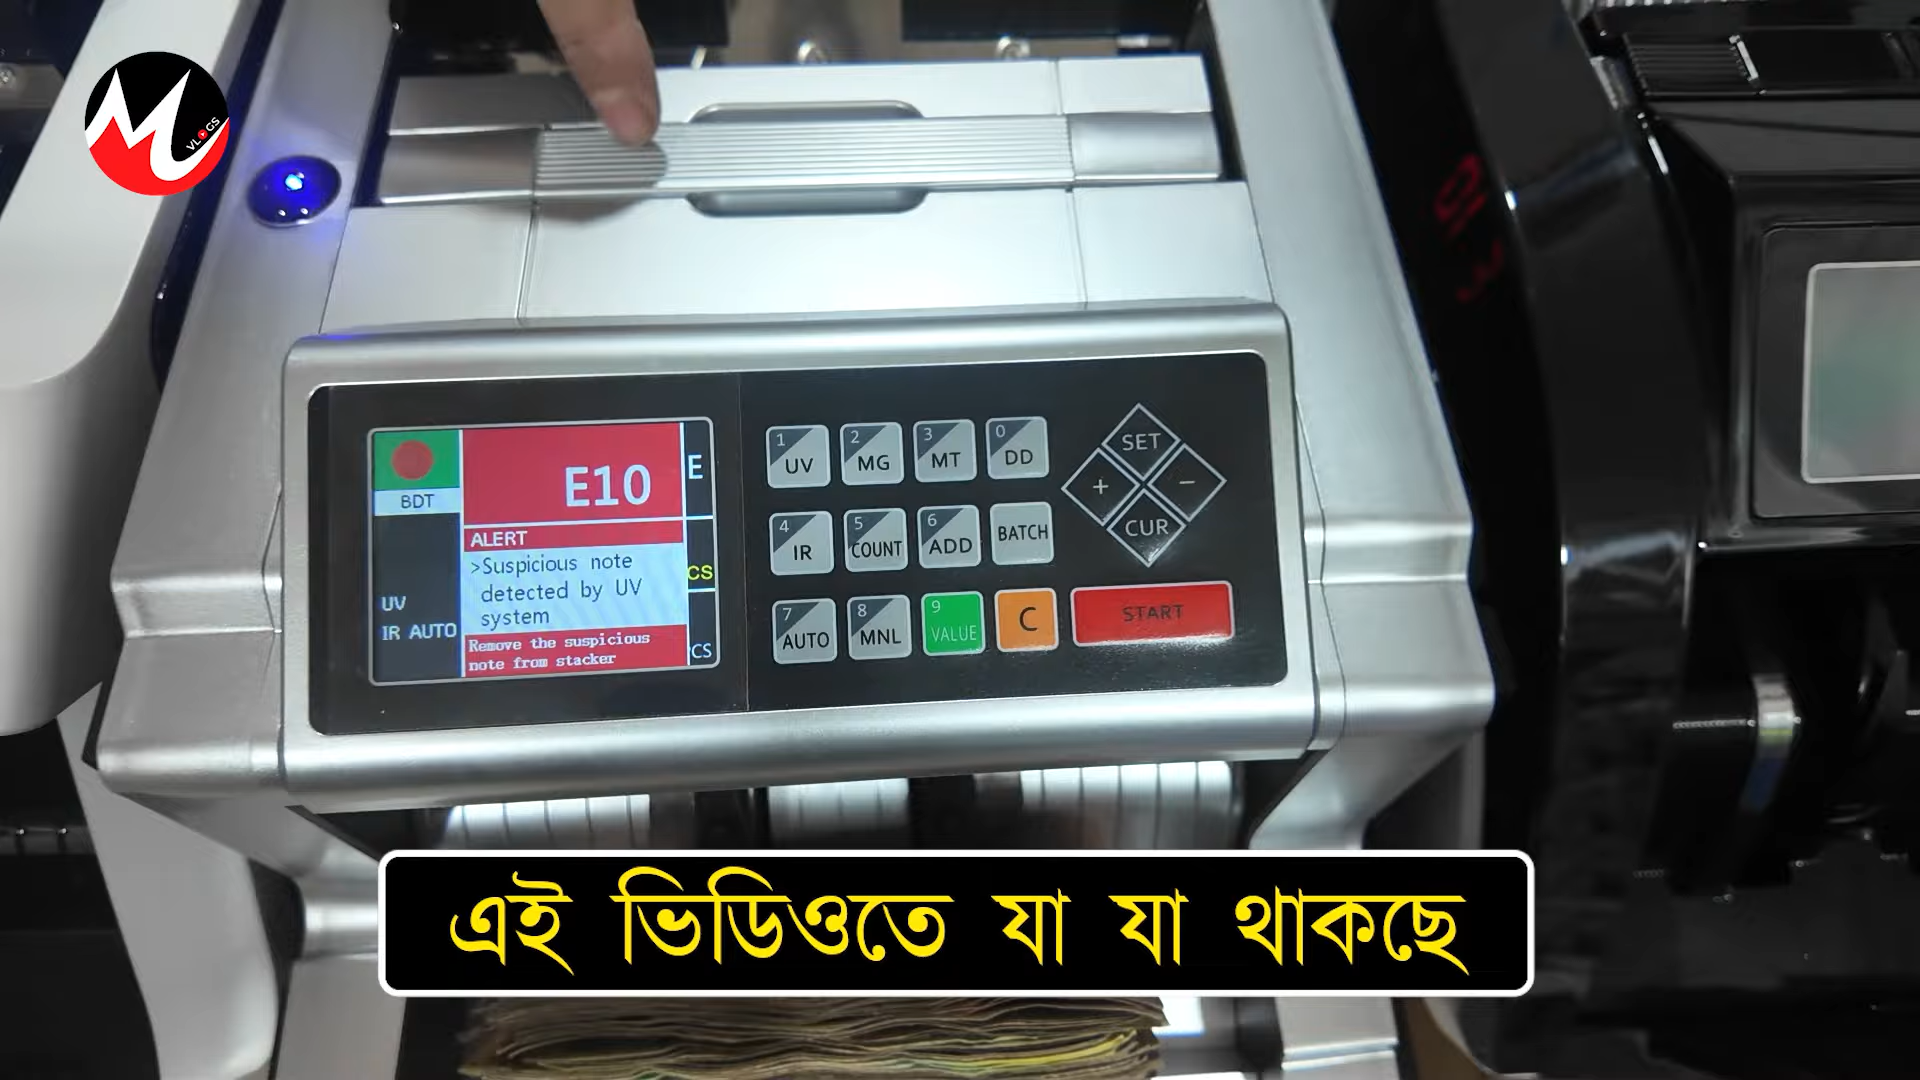 VLOGS
E10
E
BDT
ALERT
>Suspicious note
detected by UV
system
UV
IR AUTO
CS
Remove the suspicious
note from stacker
PCS
1 UV
2 MG
3 MT
0 DD
4 IR
5 COUNT
6 ADD
BATCH
7 AUTO
8 MNL
9 VALUE
C
SET
+
-
CUR
START
এই ভিডিওতে যা যা থাকছে